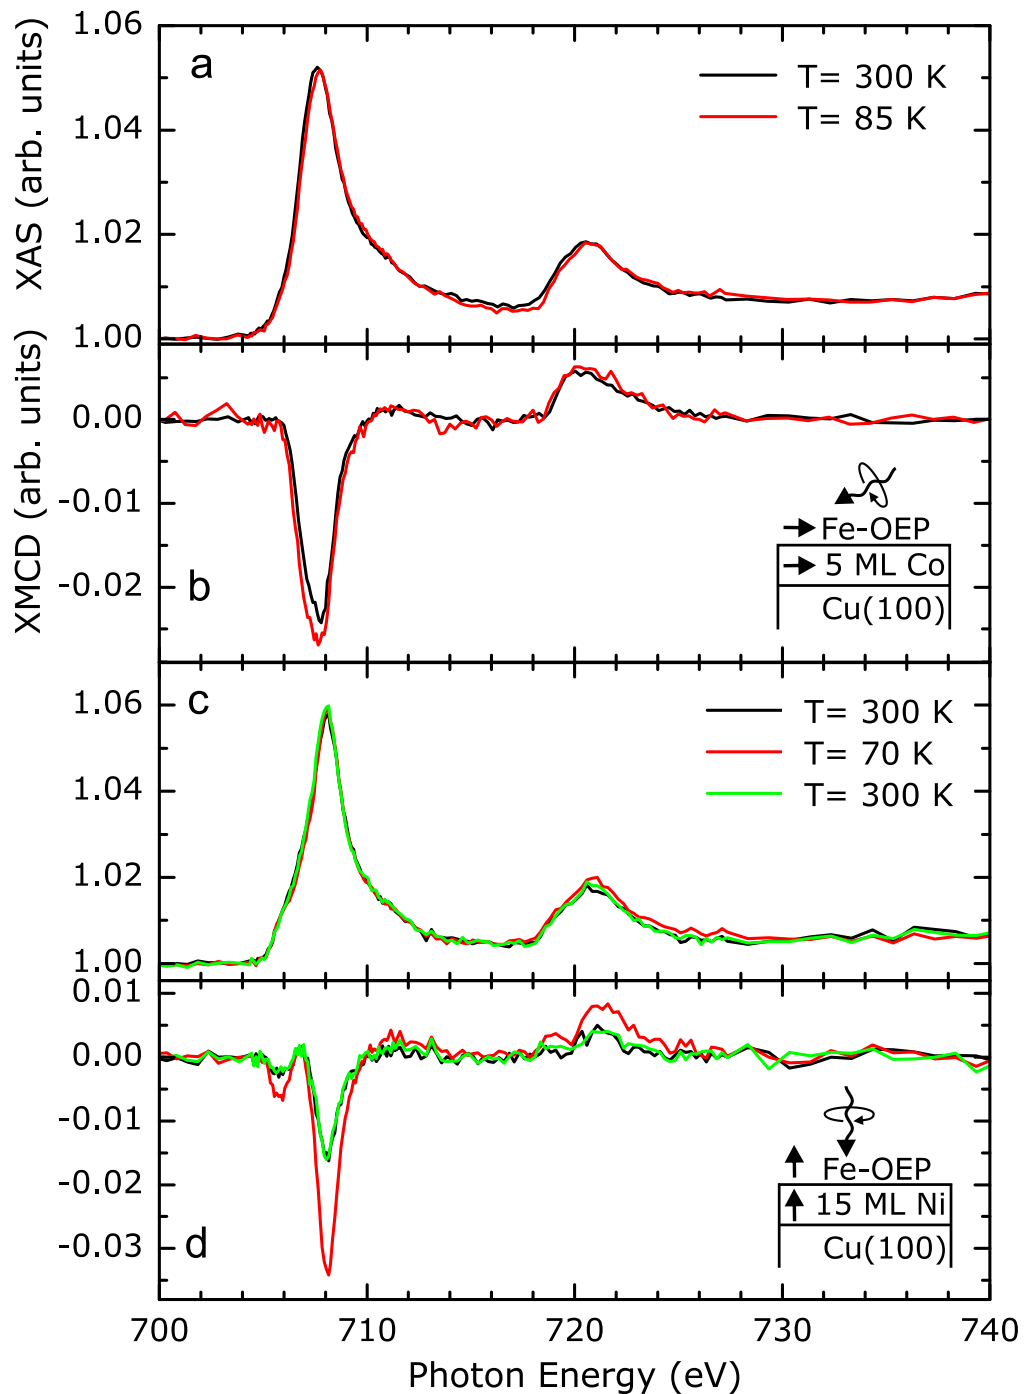 1.06
a
T= 300 K
T= 85 K
1.04
1.02
1.00
XAS (arb. units)
0.00
-0.01
-0.02
XMCD (arb. units)
b
Fe-OEP
5 ML Co
Cu(100)
c
1.06
T= 300 K
T= 70 K
T= 300 K
1.04
1.02
1.00
0.01
0.00
-0.01
-0.02
-0.03
d
Fe-OEP
15 ML Ni
Cu(100)
700 710 720 730 740
Photon Energy (eV)